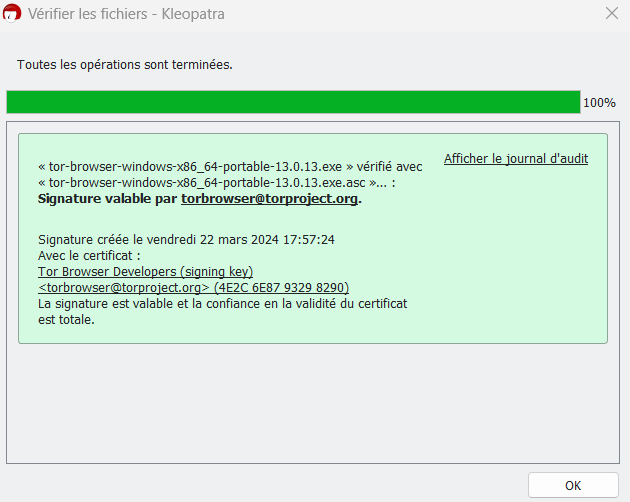 Vérifier les fichiers - Kleopatra
Toutes les opérations sont terminées.
100%
« tor-browser-windows-x86_64-portable-13.0.13.exe » vérifié avec
« tor-browser-windows-x86_64-portable-13.0.13.exe.asc »... :
Signature valable par torbrowser@torproject.org.
Afficher le journal d'audit
Signature créée le vendredi 22 mars 2024 17:57:24
Avec le certificat :
Tor Browser Developers (signing key)
<torbrowser@torproject.org> (4E2C 6E87 9329 8290)
La signature est valable et la confiance en la validité du certificat
est totale.
OK